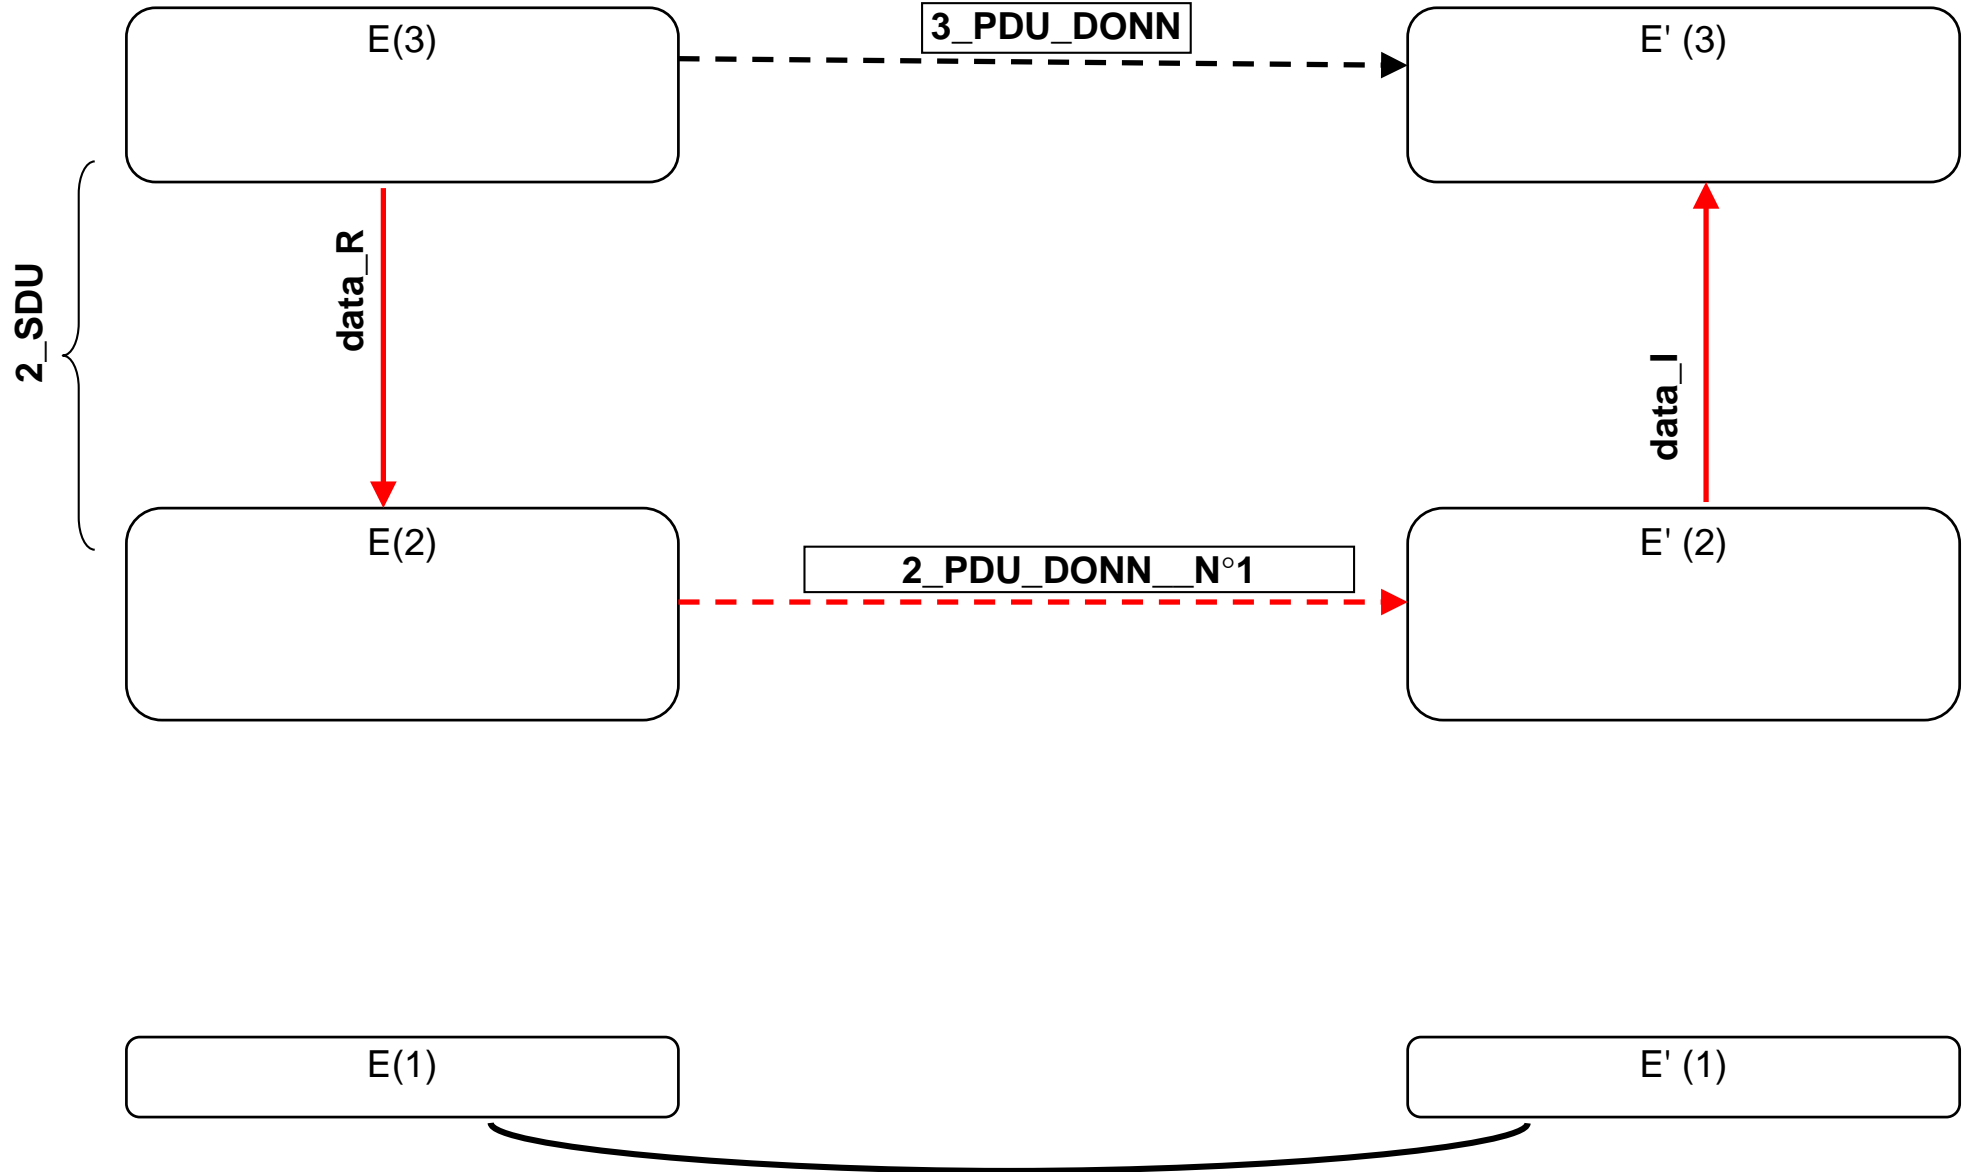 E(3)
3_PDU_DONN
E' (3)
2_SDU
data_R
data_I
E(2)
2_PDU_DONN__N°1
E' (2)
E(1)
E' (1)